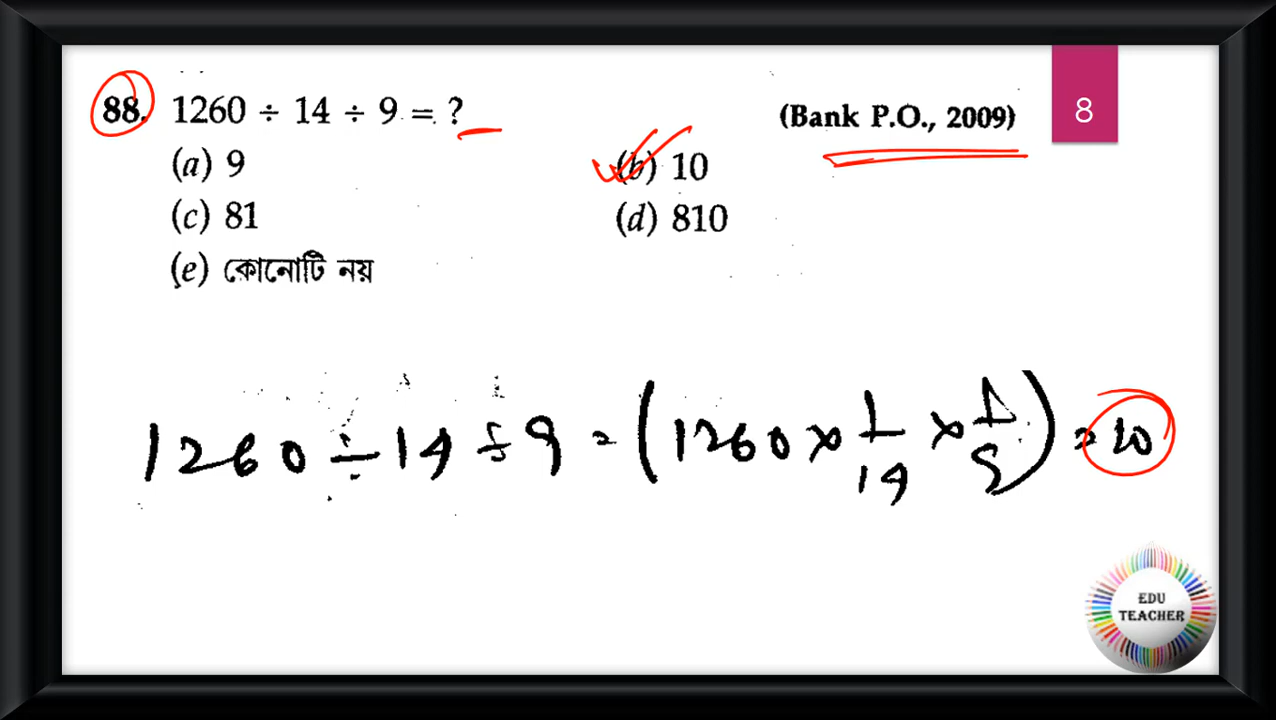 88. 1260 ÷ 14 ÷ 9 = ? (Bank P.O., 2009) 8
(a) 9 (b) 10
(c) 81 (d) 810
(e) কোনোটি নয়
1260 ÷ 14 ÷ 9 = (1260 × 1/14 × 1/9) = 10
EDU
TEACHER